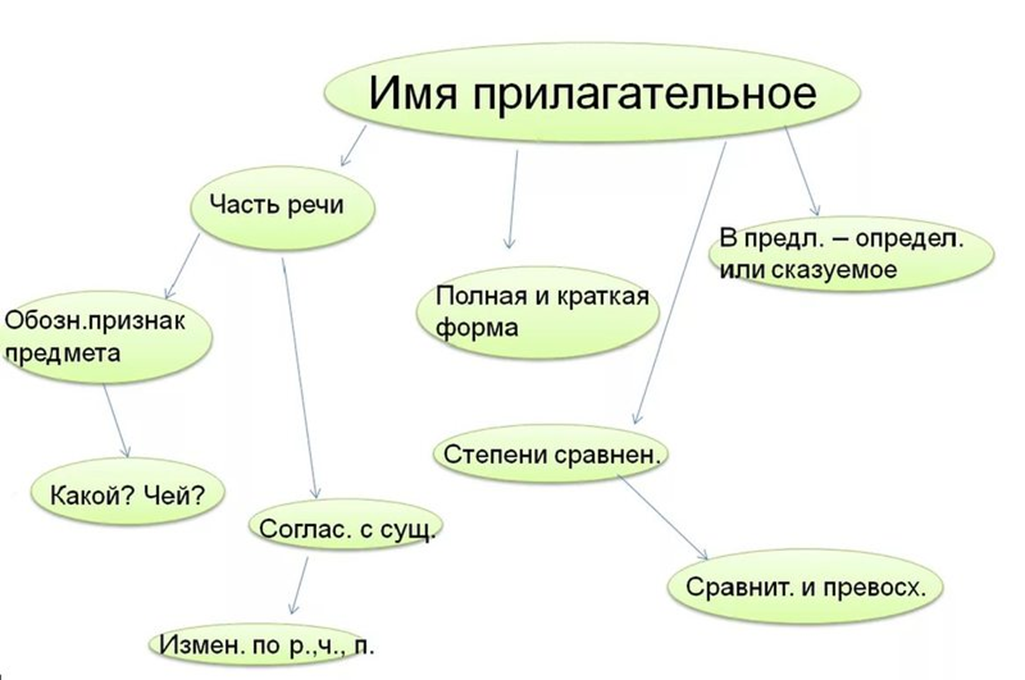 Имя прилагательное
Часть речи
В предл. – определ.
или сказуемое
Полная и краткая
форма
Обозн.признак
предмета
Степени сравнен.
Какой? Чей?
Соглас. с сущ.
Сравнит. и превосх.
Измен. по р.,ч., п.